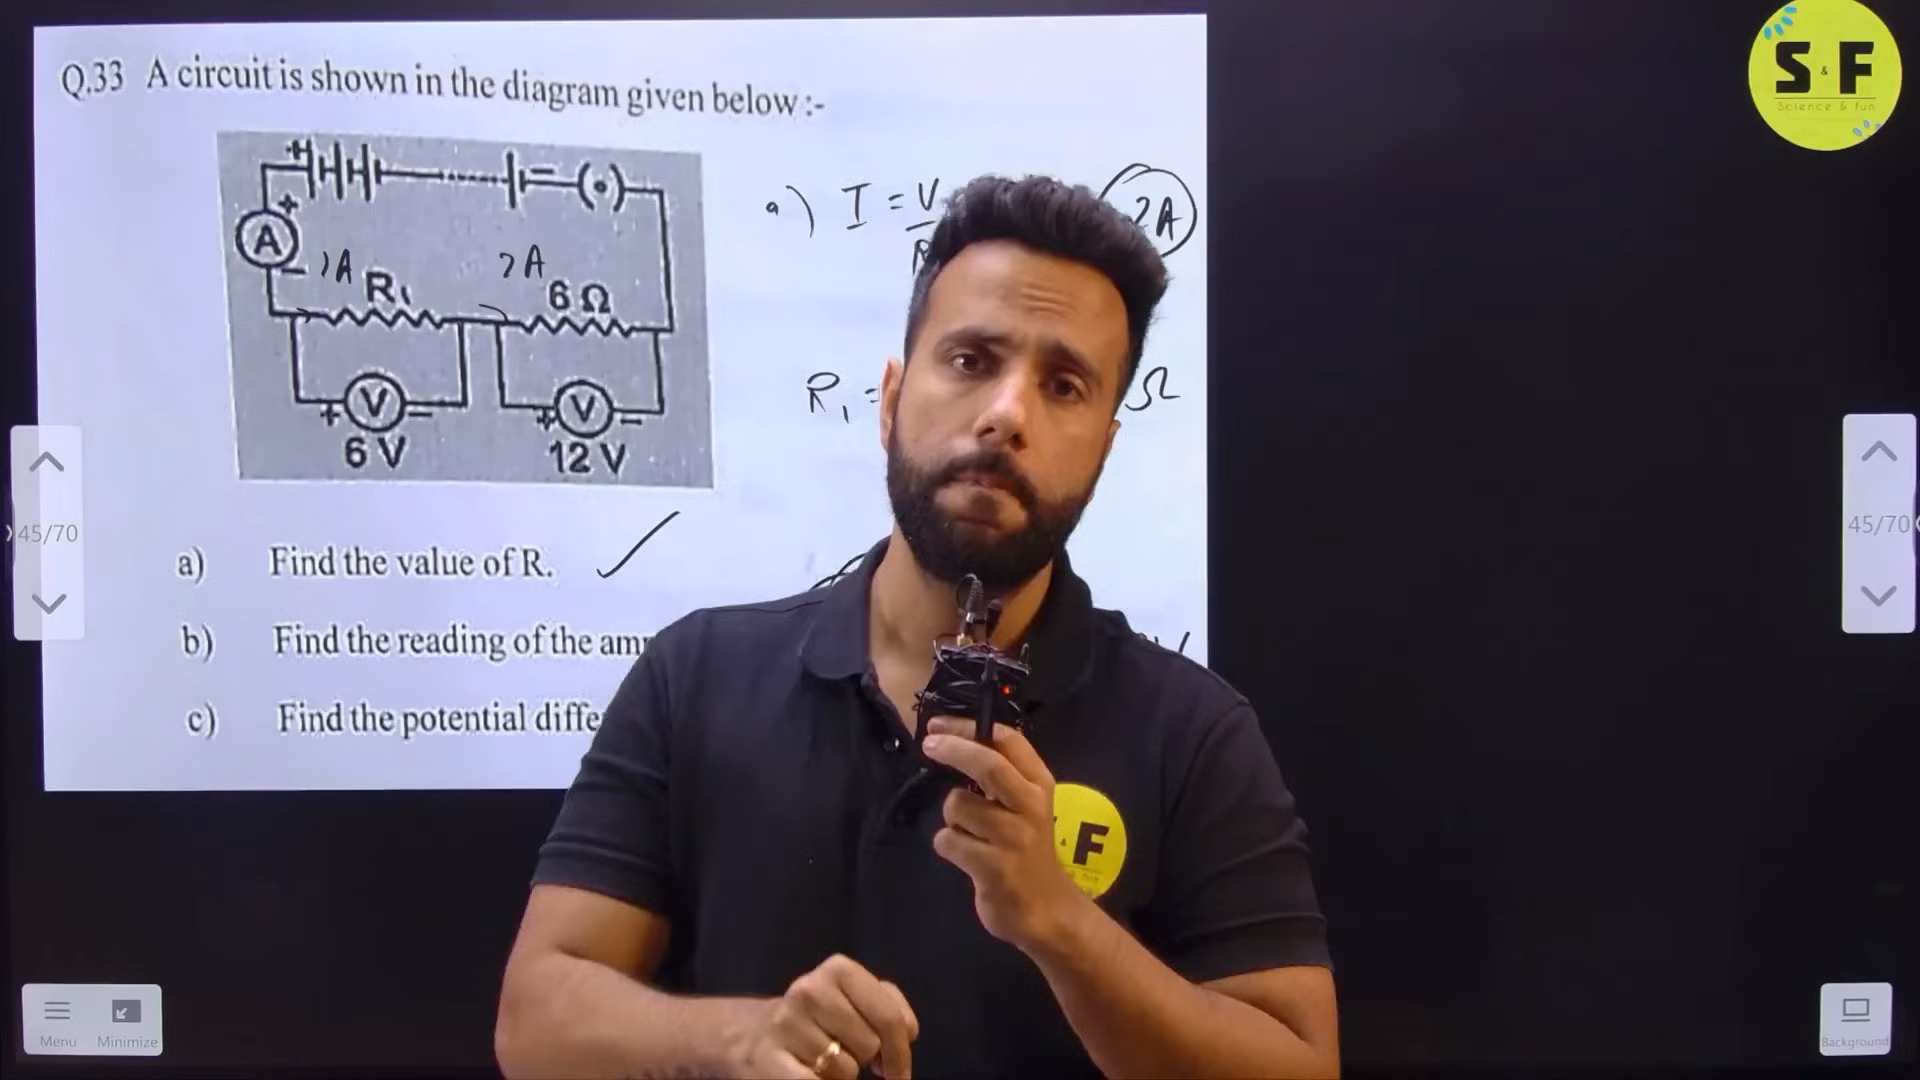 Q.33 A circuit is shown in the diagram given below :-
+ =
+
A
−
2A
2A
R₁
6 Ω
+ V −
+ V −
6 V
12 V
a) I = V
R
2A
R₁ =
Ω
a) Find the value of R.
b) Find the reading of the
c) Find the potential
V
S & F
Science & fun
45/70
45/70
& F
Menu
Minimize
Background